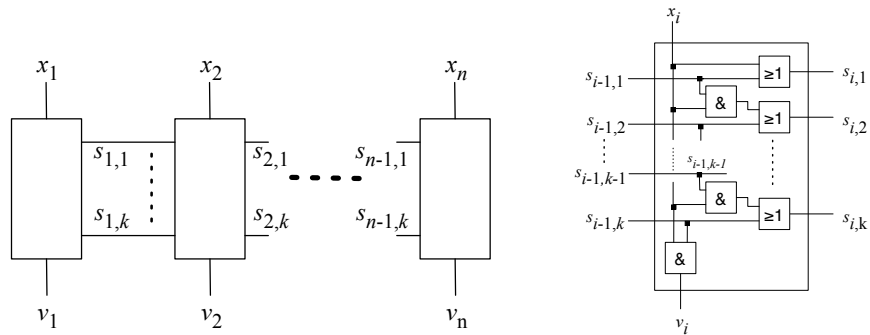 x1 x2 xn
s1,1 s2,1 sn-1,1
s1,k s2,k sn-1,k
v1 v2 vn
xi
si-1,1 ≥1 si,1
&
si-1,2 ≥1 si,2
si-1,k-1 si-1,k-1
&
si-1,k ≥1 si,k
&
vi